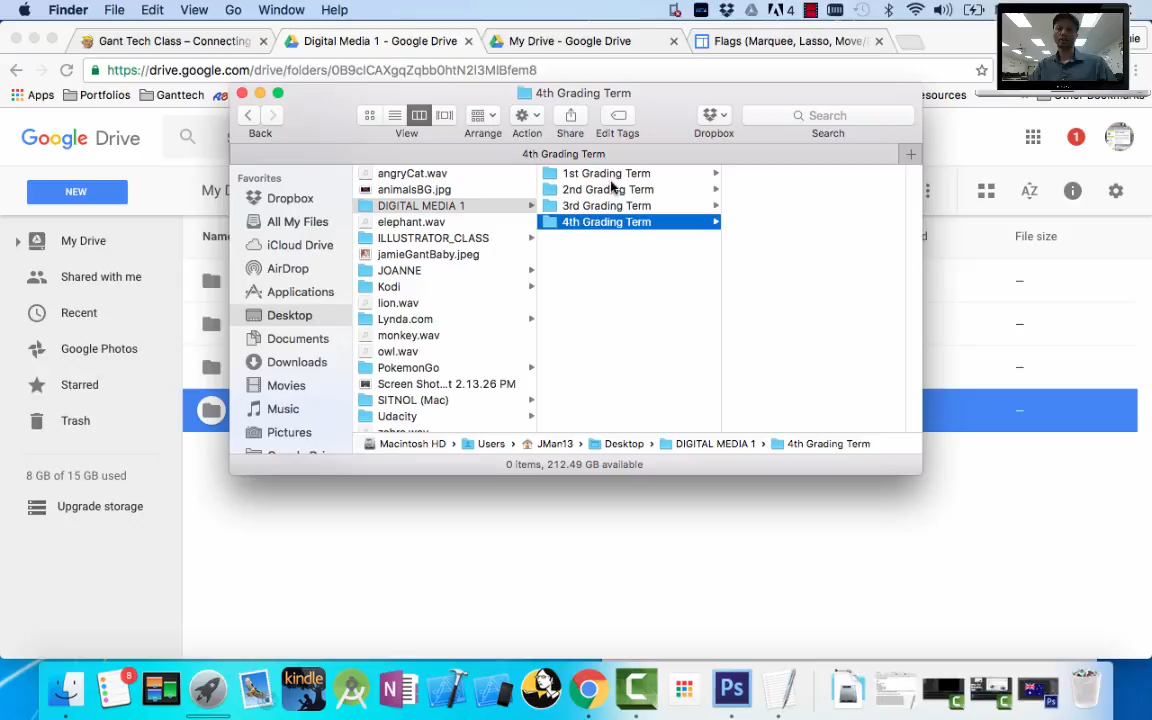 Finder File Edit View Go Window Help 4
Gant Tech Class – Connecting × Digital Media 1 - Google Drive × My Drive - Google Drive × Flags (Marquee, Lasso, Move/ ×
https://drive.google.com/drive/folders/0B9clCAXgqZqbb0htN2l3MlBfem8
Apps Portfolios Ganttech
4th Grading Term
Back View Arrange Action Share Edit Tags Dropbox Search
Search
4th Grading Term
Google Drive
1
NEW
My D
AZ
My Drive
Shared with me
Recent
Google Photos
Starred
Trash
8 GB of 15 GB used
Upgrade storage
Name
File size
–
–
–
–
Favorites
Dropbox
All My Files
iCloud Drive
AirDrop
Applications
Desktop
Documents
Downloads
Movies
Music
Pictures
angryCat.wav
animalsBG.jpg
DIGITAL MEDIA 1
elephant.wav
ILLUSTRATOR_CLASS
jamieGantBaby.jpeg
JOANNE
Kodi
lion.wav
Lynda.com
monkey.wav
owl.wav
PokemonGo
Screen Shot...t 2.13.26 PM
SITNOL (Mac)
Udacity
1st Grading Term
2nd Grading Term
3rd Grading Term
4th Grading Term
Macintosh HD › Users › JMan13 › Desktop › DIGITAL MEDIA 1 › 4th Grading Term
0 items, 212.49 GB available
8
kindle
N
C
Ps